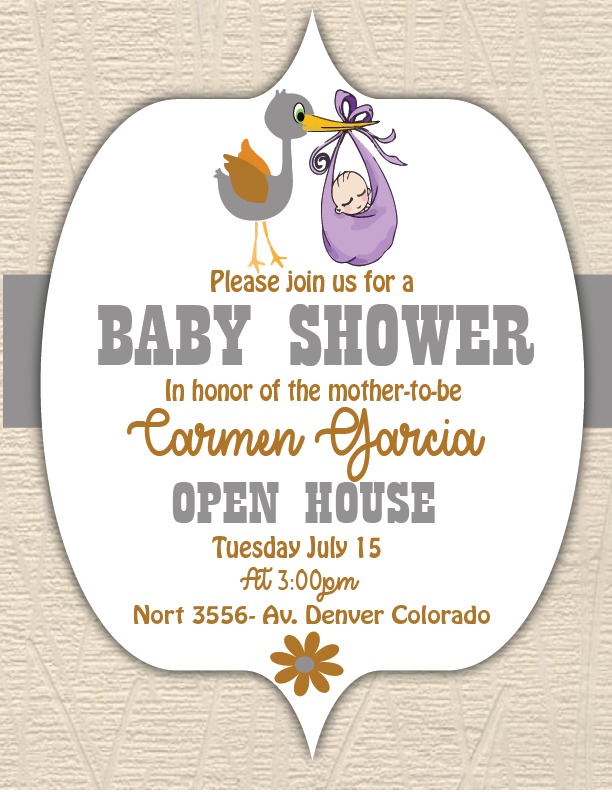 Please join us for a
BABY SHOWER
In honor of the mother-to-be
Carmen Garcia
OPEN HOUSE
Tuesday July 15
At 3:00pm
Nort 3556- Av. Denver Colorado